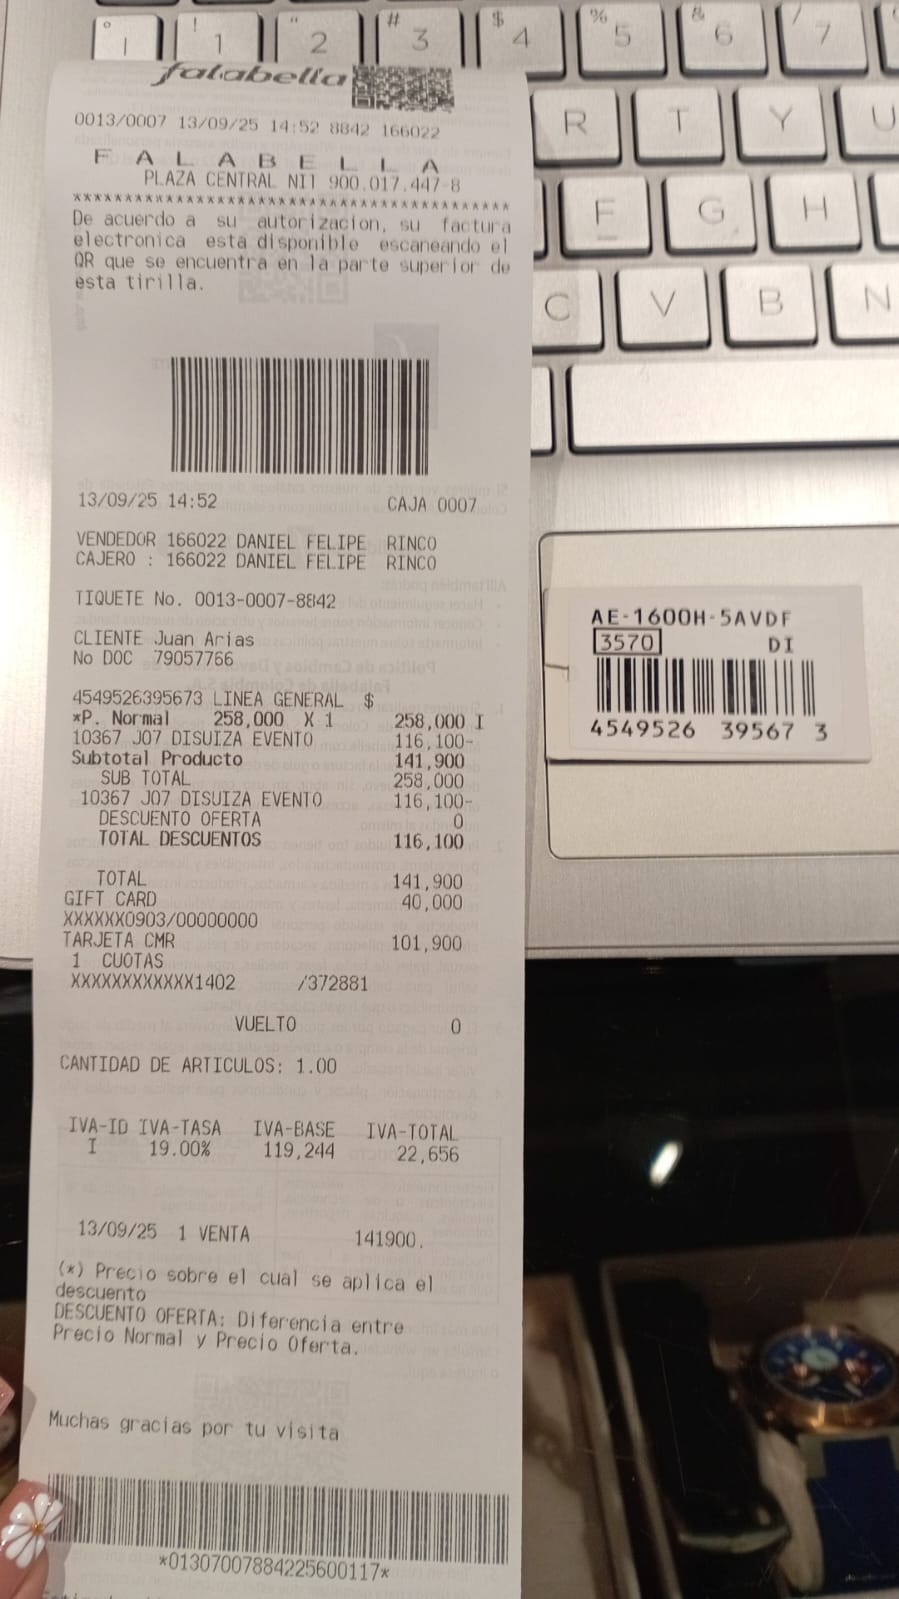 falabella
0013/0007 13/09/25 14:52 8842 166022
F A L A B E L L A
PLAZA CENTRAL NIT 900.017.447-8
******************************************
De acuerdo a su autorizacion, su factura
electronica esta disponible escaneando el
QR que se encuentra en la parte superior de
esta tirilla.
13/09/25 14:52 CAJA 0007
VENDEDOR 166022 DANIEL FELIPE RINCO
CAJERO : 166022 DANIEL FELIPE RINCO
TIQUETE No. 0013-0007-8842
CLIENTE Juan Arias
No DOC 79057766
4549526395673 LINEA GENERAL $
*P. Normal 258,000 X 1 258,000 I
10367 J07 DISUIZA EVENTO 116,100-
Subtotal Producto 141,900
SUB TOTAL 258,000
10367 J07 DISUIZA EVENTO 116,100-
DESCUENTO OFERTA 0
TOTAL DESCUENTOS 116,100
TOTAL 141,900
GIFT CARD 40,000
XXXXXX0903/00000000
TARJETA CMR 101,900
1 CUOTAS
XXXXXXXXXXXX1402 /372881
VUELTO 0
CANTIDAD DE ARTICULOS: 1.00
IVA-ID IVA-TASA IVA-BASE IVA-TOTAL
I 19.00% 119,244 22,656
13/09/25 1 VENTA 141900.
(*) Precio sobre el cual se aplica el
descuento
DESCUENTO OFERTA: Diferencia entre
Precio Normal y Precio Oferta.
Muchas gracias por tu visita
*01307007884225600117*
AE-1600H-5AVDF
3570 DI
4549526 39567 3
° ! " # $ % & /
| 1 2 3 4 5 6 7
R T Y U
F G H
C V B N